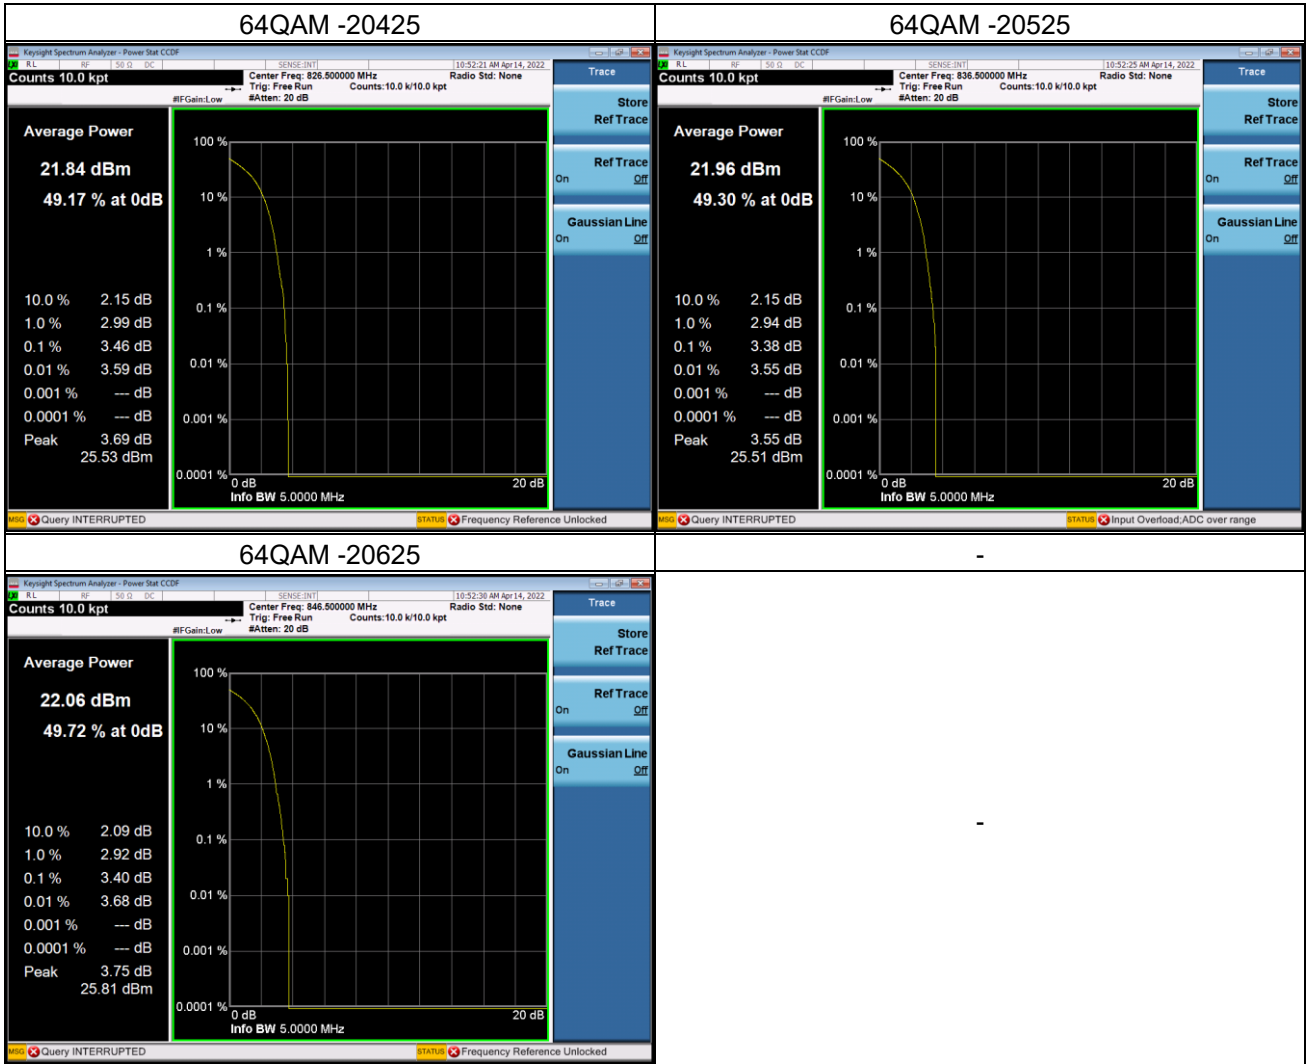 64QAM -20425
Keysight Spectrum Analyzer - Power Stat CCDF
RL RF 50 Ω DC SENSE:INT 10:52:21 AM Apr 14, 2022
Counts 10.0 kpt
Center Freq: 826.500000 MHz Radio Std: None
Trig: Free Run Counts:10.0 k/10.0 kpt
#IFGain:Low #Atten: 20 dB
Trace
Store
Ref Trace
Ref Trace
On Off
Gaussian Line
On Off
Average Power
21.84 dBm
49.17 % at 0dB
10.0 % 2.15 dB
1.0 % 2.99 dB
0.1 % 3.46 dB
0.01 % 3.59 dB
0.001 % --- dB
0.0001 % --- dB
Peak 3.69 dB
25.53 dBm
100 %
10 %
1 %
0.1 %
0.01 %
0.001 %
0.0001 %
0 dB 20 dB
Info BW 5.0000 MHz
MSG Query INTERRUPTED STATUS Frequency Reference Unlocked
64QAM -20525
Keysight Spectrum Analyzer - Power Stat CCDF
RL RF 50 Ω DC SENSE:INT 10:52:25 AM Apr 14, 2022
Counts 10.0 kpt
Center Freq: 836.500000 MHz Radio Std: None
Trig: Free Run Counts:10.0 k/10.0 kpt
#IFGain:Low #Atten: 20 dB
Trace
Store
Ref Trace
Ref Trace
On Off
Gaussian Line
On Off
Average Power
21.96 dBm
49.30 % at 0dB
10.0 % 2.15 dB
1.0 % 2.94 dB
0.1 % 3.38 dB
0.01 % 3.55 dB
0.001 % --- dB
0.0001 % --- dB
Peak 3.55 dB
25.51 dBm
100 %
10 %
1 %
0.1 %
0.01 %
0.001 %
0.0001 %
0 dB 20 dB
Info BW 5.0000 MHz
MSG Query INTERRUPTED STATUS Input Overload;ADC over range
64QAM -20625
Keysight Spectrum Analyzer - Power Stat CCDF
RL RF 50 Ω DC SENSE:INT 10:52:30 AM Apr 14, 2022
Counts 10.0 kpt
Center Freq: 846.500000 MHz Radio Std: None
Trig: Free Run Counts:10.0 k/10.0 kpt
#IFGain:Low #Atten: 20 dB
Trace
Store
Ref Trace
Ref Trace
On Off
Gaussian Line
On Off
Average Power
22.06 dBm
49.72 % at 0dB
10.0 % 2.09 dB
1.0 % 2.92 dB
0.1 % 3.40 dB
0.01 % 3.68 dB
0.001 % --- dB
0.0001 % --- dB
Peak 3.75 dB
25.81 dBm
100 %
10 %
1 %
0.1 %
0.01 %
0.001 %
0.0001 %
0 dB 20 dB
Info BW 5.0000 MHz
MSG Query INTERRUPTED STATUS Frequency Reference Unlocked
-
-